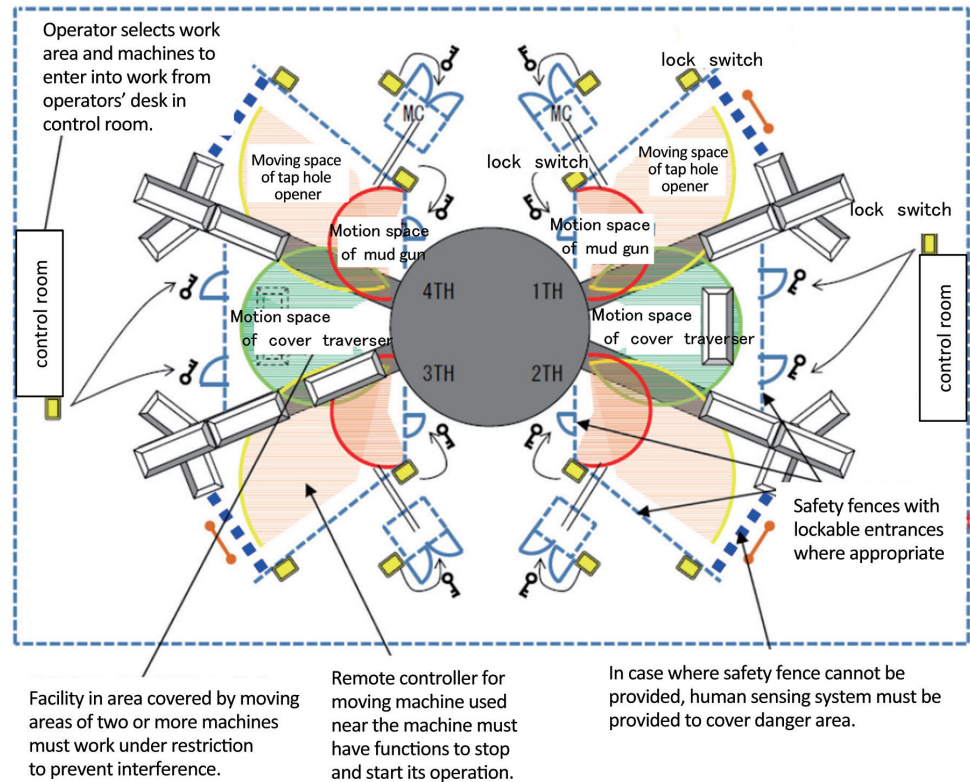 Operator selects work
area and machines to
enter into work from
operators' desk in
control room.
lock switch
MC
MC
Moving space
of tap hole
opener
lock switch
Moving space
of tap hole
opener
Motion space
of mud gun
Motion space
of mud gun
lock switch
control room
4TH
1TH
Motion space
of cover traverser
Motion space
of cover traverser
control room
3TH
2TH
Safety fences with
lockable entrances
where appropriate
Facility in area covered by moving
areas of two or more machines
must work under restriction
to prevent interference.
Remote controller for
moving machine used
near the machine must
have functions to stop
and start its operation.
In case where safety fence cannot be
provided, human sensing system must be
provided to cover danger area.